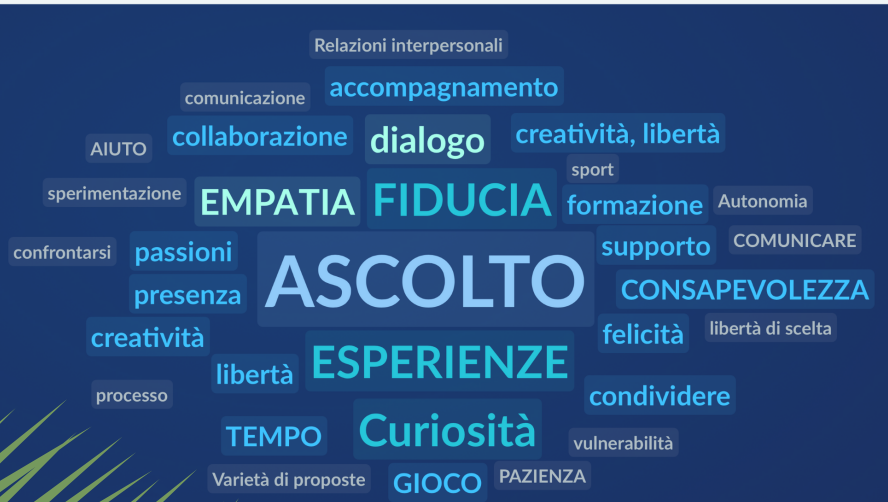 Relazioni interpersonali
comunicazione
accompagnamento
AIUTO
collaborazione
dialogo
creatività, libertà
sport
sperimentazione
EMPATIA
FIDUCIA
formazione
Autonomia
confrontarsi
passioni
ASCOLTO
supporto
COMUNICARE
presenza
CONSAPEVOLEZZA
creatività
felicità
libertà di scelta
libertà
ESPERIENZE
processo
condividere
TEMPO
Curiosità
vulnerabilità
Varietà di proposte
GIOCO
PAZIENZA